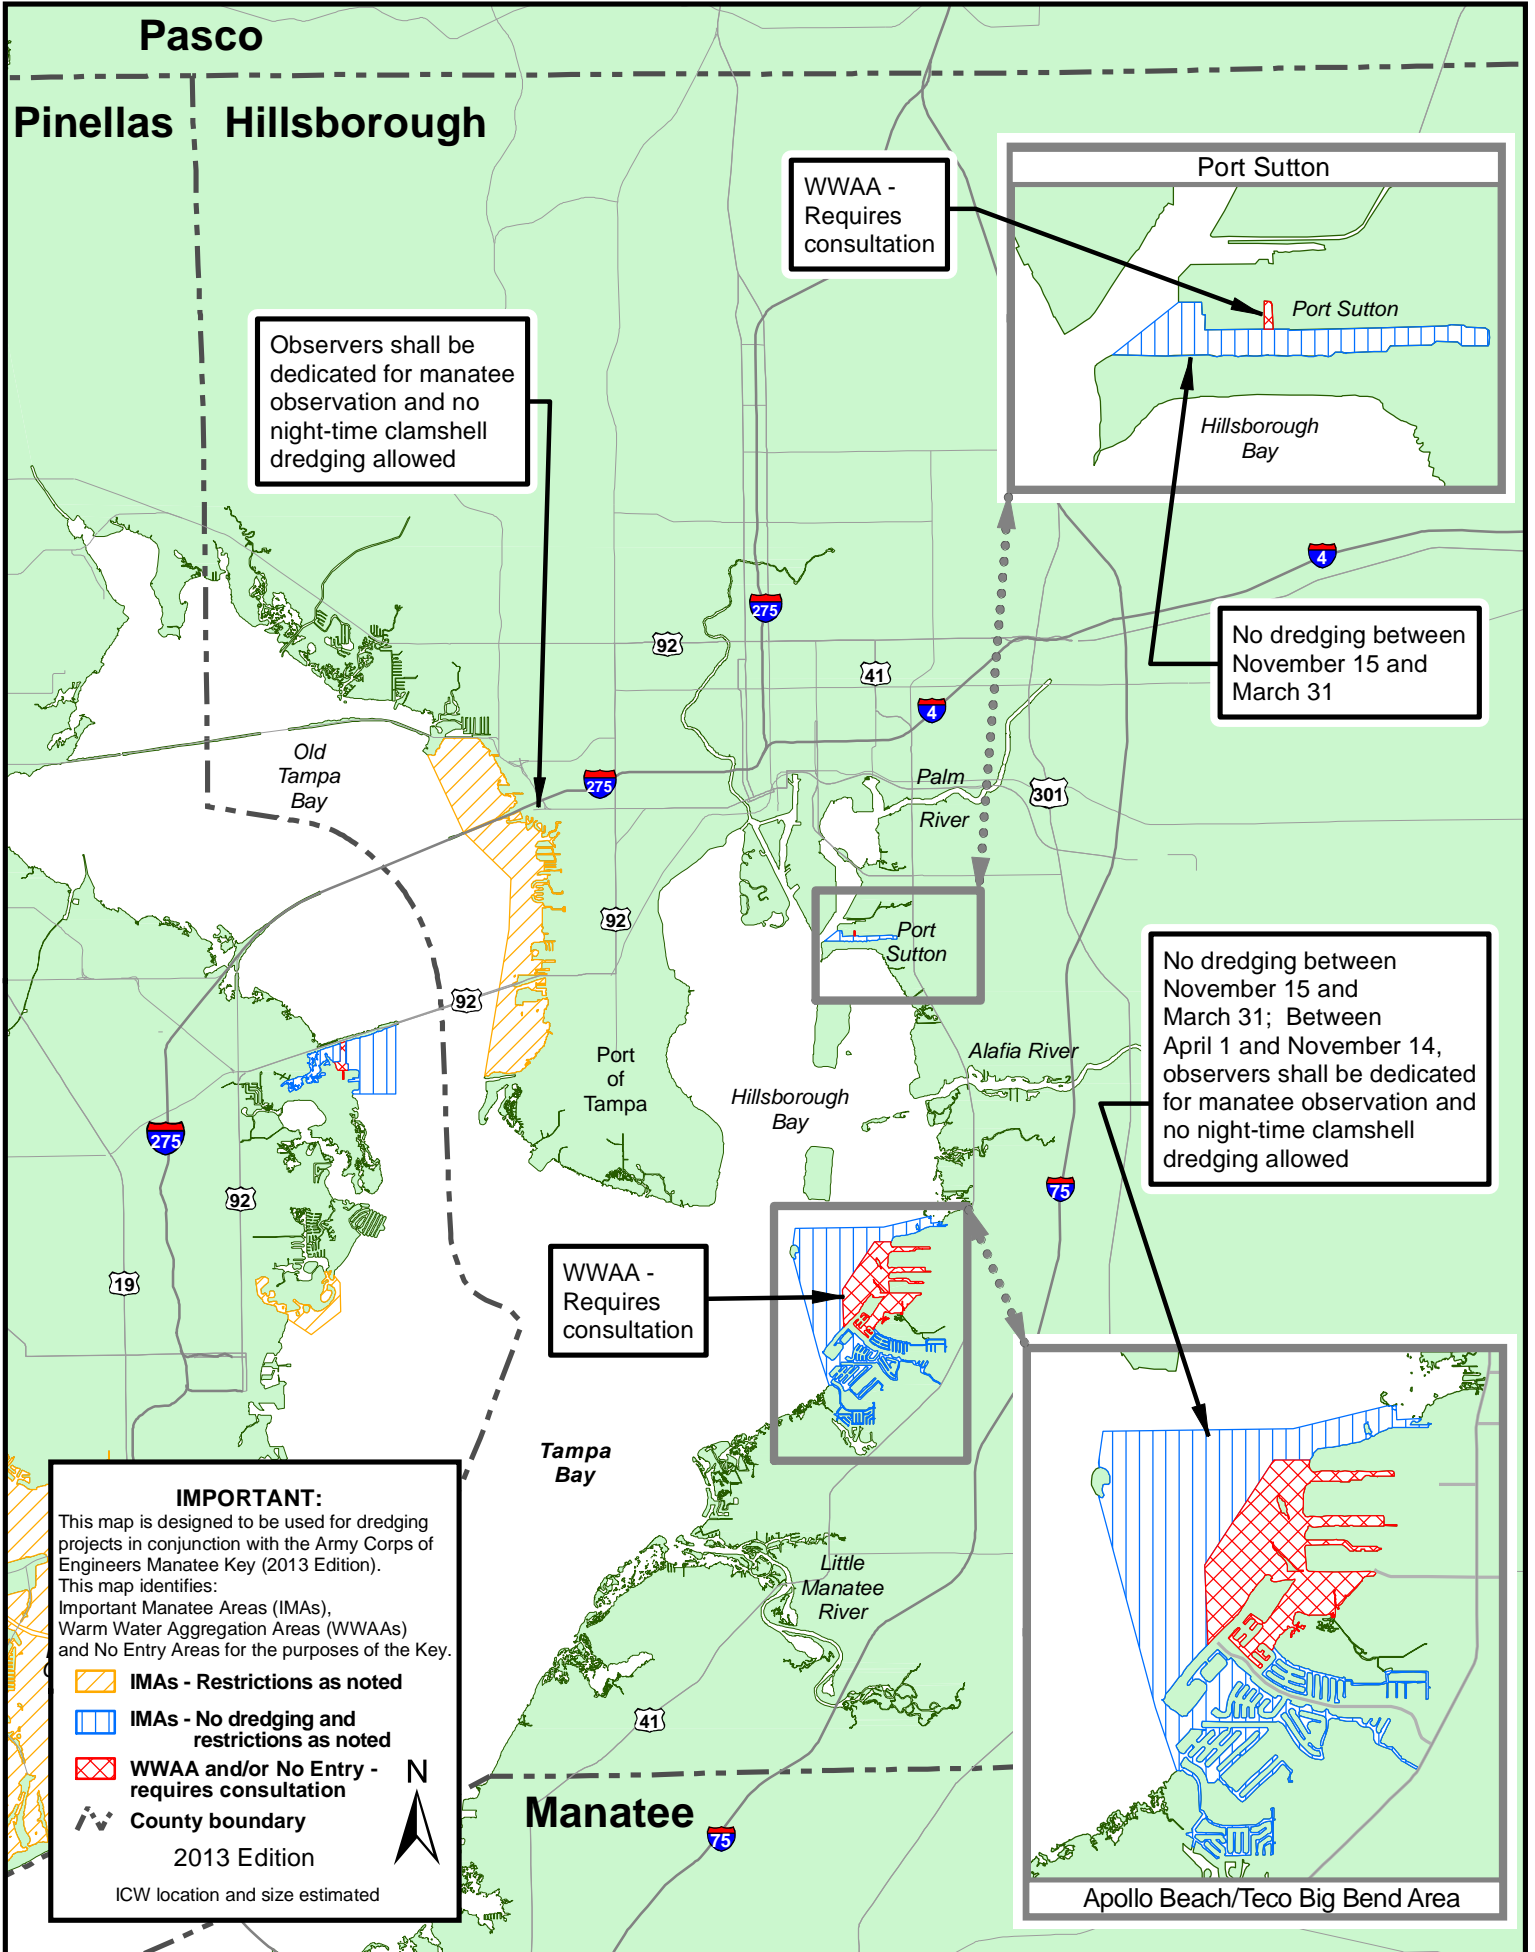 Pasco
Pinellas
Hillsborough
Port Sutton
WWAA -
Requires
consultation
Port Sutton
Hillsborough
Bay
Observers shall be
dedicated for manatee
observation and no
night-time clamshell
dredging allowed
4
275
92
41
No dredging between
November 15 and
March 31
4
Old
Tampa
Bay
275
Palm
River
301
92
Port
Sutton
No dredging between
November 15 and
March 31; Between
April 1 and November 14,
observers shall be dedicated
for manatee observation and
no night-time clamshell
dredging allowed
92
Port
of
Tampa
Alafia River
Hillsborough
Bay
275
92
75
19
WWAA -
Requires
consultation
Tampa
Bay
Little
Manatee
River
41
Manatee
75
IMPORTANT:
This map is designed to be used for dredging
projects in conjunction with the Army Corps of
Engineers Manatee Key (2013 Edition).
This map identifies:
Important Manatee Areas (IMAs),
Warm Water Aggregation Areas (WWAAs)
and No Entry Areas for the purposes of the Key.
IMAs - Restrictions as noted
IMAs - No dredging and
restrictions as noted
WWAA and/or No Entry -
requires consultation
N
County boundary
2013 Edition
ICW location and size estimated
Apollo Beach/Teco Big Bend Area